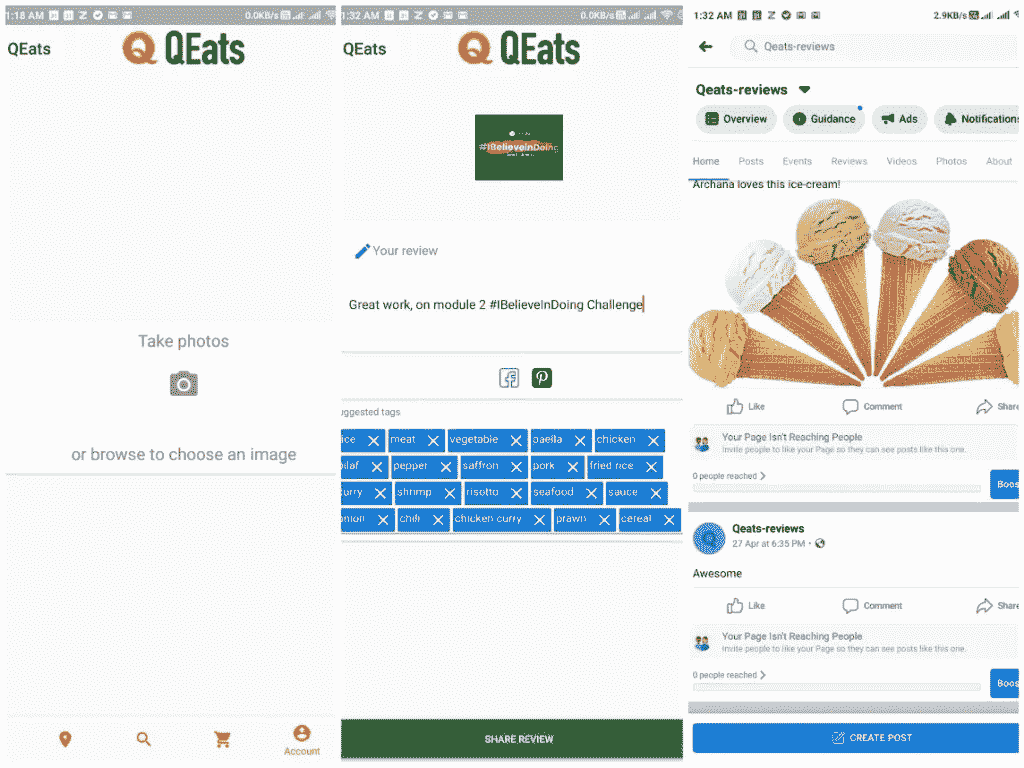 1:18 AM
0.0KB/s
QEats
QEats
Take photos
or browse to choose an image
Account
1:32 AM
0.0KB/s
QEats
QEats
#IBelieveinDoing
Your review
Great work, on module 2 #IBelieveInDoing Challenge
uggested tags
ice meat vegetable paella chicken
ilaf pepper saffron pork fried rice
urry shrimp risotto seafood sauce
onion chili chicken curry prawn cereal
SHARE REVIEW
1:32 AM
2.9KB/s
Qeats-reviews
Qeats-reviews
Overview Guidance Ads Notifications
Home Posts Events Reviews Videos Photos About
Archana loves this ice-cream!
Like Comment Share
Your Page Isn't Reaching People
Invite people to like your Page so they can see posts like this one.
0 people reached
Boos
Qeats-reviews
27 Apr at 6:35 PM
Awesome
Like Comment Share
Your Page Isn't Reaching People
Invite people to like your Page so they can see posts like this one.
0 people reached
Boos
CREATE POST